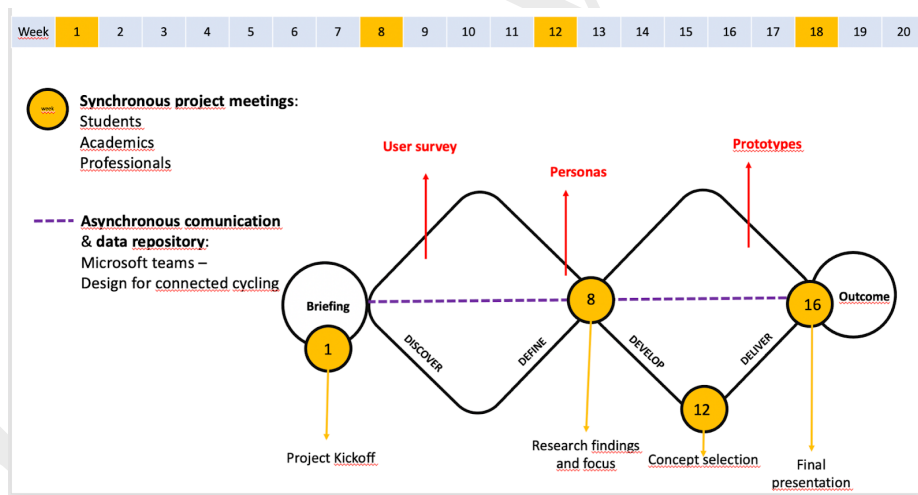 Week 1 2 3 4 5 6 7 8 9 10 11 12 13 14 15 16 17 18 19 20
week
Synchronous project meetings:
Students
Academics
Professionals
Asynchronous comunication
& data repository:
Microsoft teams –
Design for connected cycling
User survey
Personas
Prototypes
Briefing
1
8
12
16
Outcome
DISCOVER
DEFINE
DEVELOP
DELIVER
Project Kickoff
Research findings
and focus
Concept selection
Final
presentation